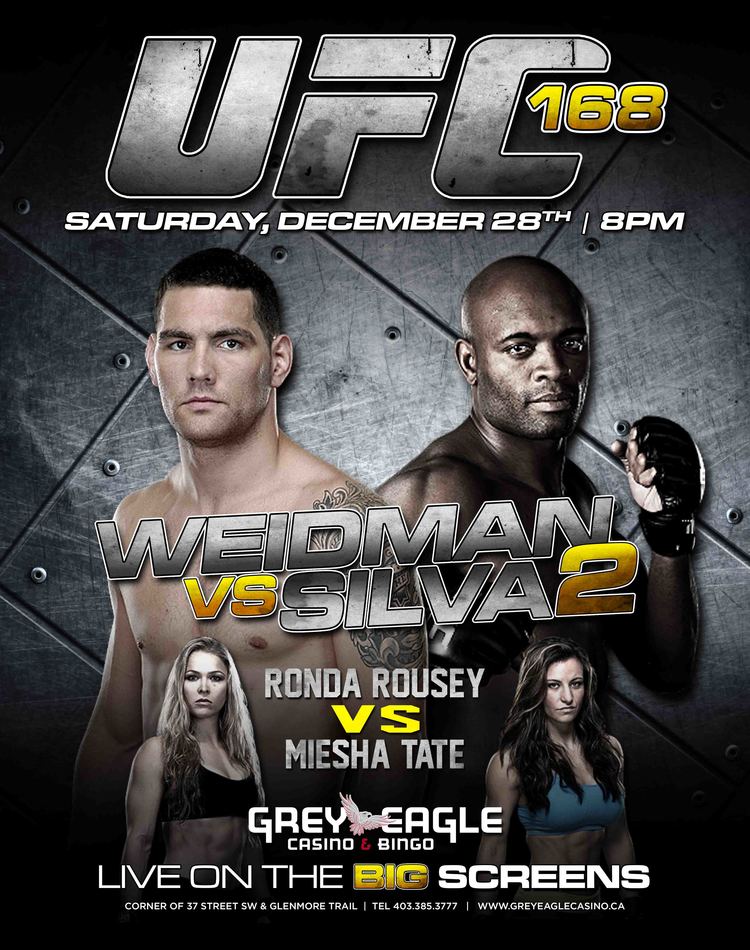 UFC 168
SATURDAY, DECEMBER 28TH | 8PM
WEIDMAN
VS SILVA 2
RONDA ROUSEY
VS
MIESHA TATE
GREY EAGLE
CASINO & BINGO
LIVE ON THE BIG SCREENS
CORNER OF 37 STREET SW & GLENMORE TRAIL | TEL 403.385.3777 | WWW.GREYEAGLECASINO.CA